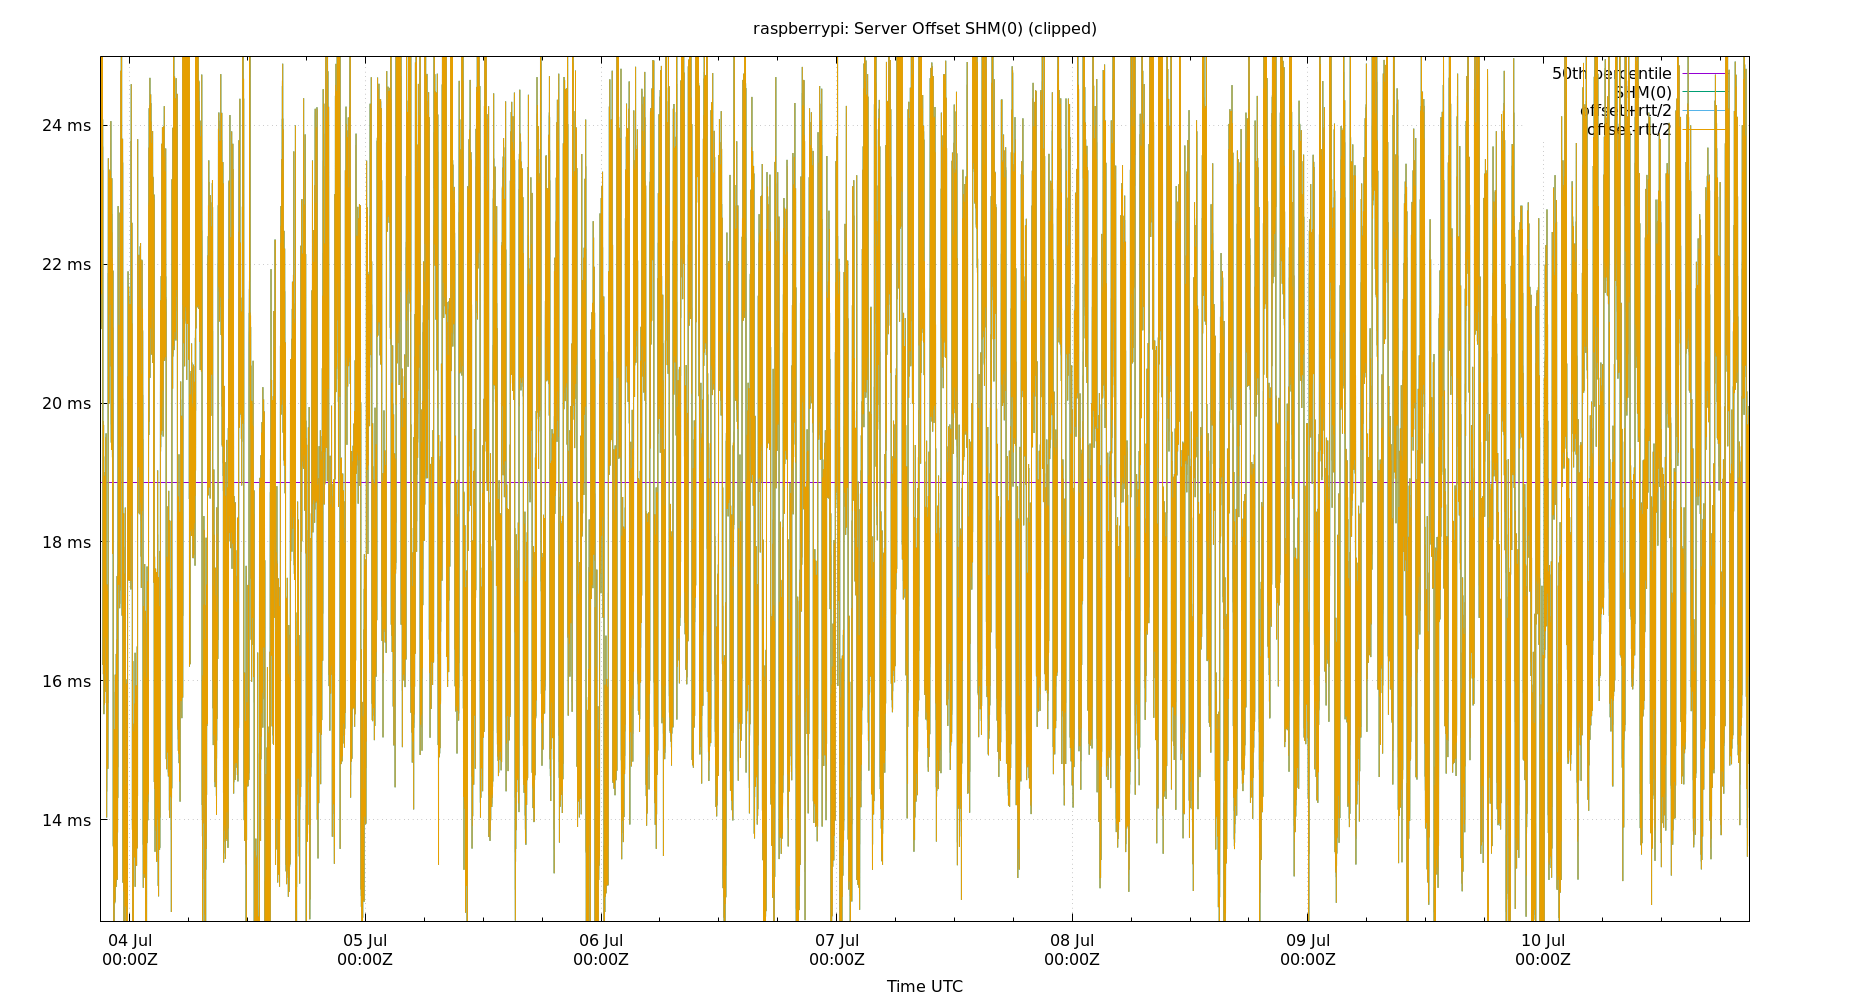 raspberrypi: Server Offset SHM(0) (clipped)
50th percentile
SHM(0)
offset+rtt/2
offset-rtt/2
24 ms
22 ms
20 ms
18 ms
16 ms
14 ms
04 Jul 05 Jul 06 Jul 07 Jul 08 Jul 09 Jul 10 Jul
00:00Z 00:00Z 00:00Z 00:00Z 00:00Z 00:00Z 00:00Z
Time UTC